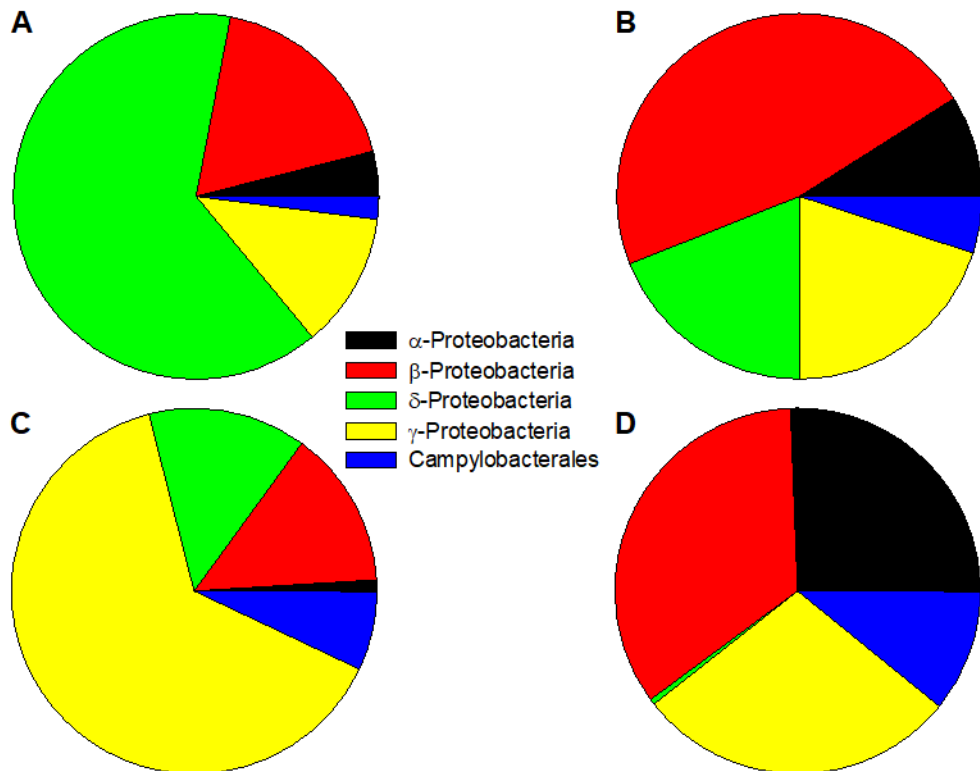 A
B
α-Proteobacteria
β-Proteobacteria
δ-Proteobacteria
γ-Proteobacteria
Campylobacterales
C
D